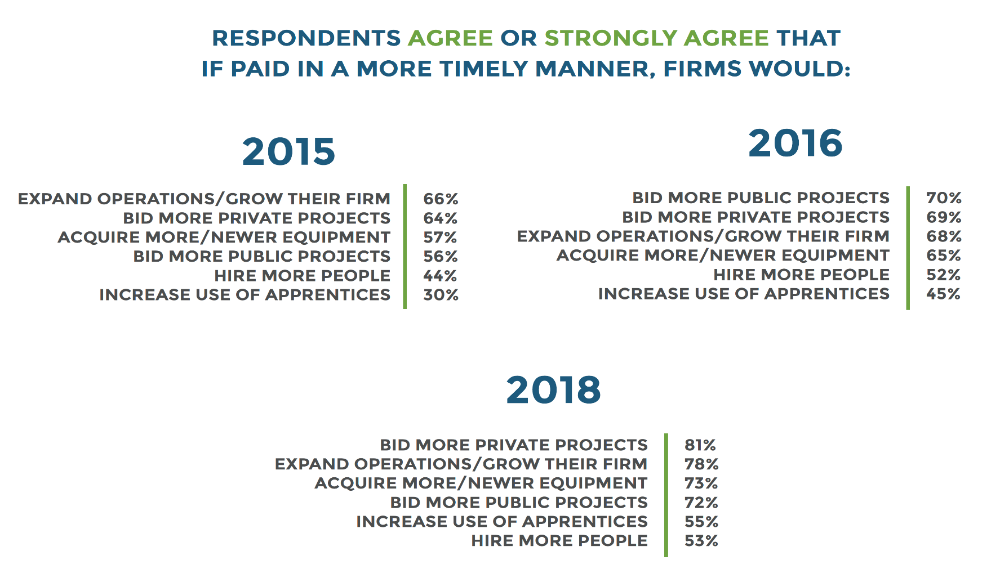 RESPONDENTS AGREE OR STRONGLY AGREE THAT
IF PAID IN A MORE TIMELY MANNER, FIRMS WOULD:
2015
EXPAND OPERATIONS/GROW THEIR FIRM 66%
BID MORE PRIVATE PROJECTS 64%
ACQUIRE MORE/NEWER EQUIPMENT 57%
BID MORE PUBLIC PROJECTS 56%
HIRE MORE PEOPLE 44%
INCREASE USE OF APPRENTICES 30%
2016
BID MORE PUBLIC PROJECTS 70%
BID MORE PRIVATE PROJECTS 69%
EXPAND OPERATIONS/GROW THEIR FIRM 68%
ACQUIRE MORE/NEWER EQUIPMENT 65%
HIRE MORE PEOPLE 52%
INCREASE USE OF APPRENTICES 45%
2018
BID MORE PRIVATE PROJECTS 81%
EXPAND OPERATIONS/GROW THEIR FIRM 78%
ACQUIRE MORE/NEWER EQUIPMENT 73%
BID MORE PUBLIC PROJECTS 72%
INCREASE USE OF APPRENTICES 55%
HIRE MORE PEOPLE 53%